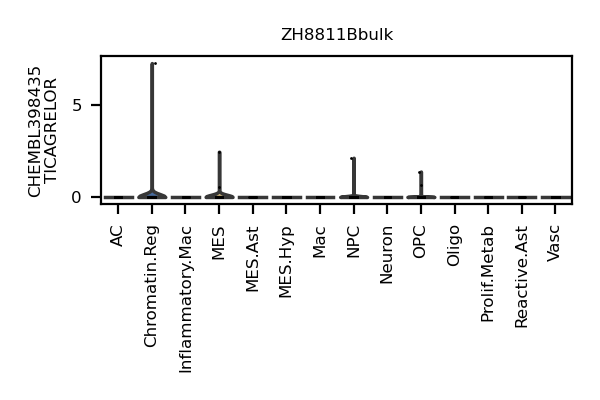 ZH8811Bbulk
CHEMBL398435
TICAGRELOR
5
0
AC
Chromatin.Reg
Inflammatory.Mac
MES
MES.Ast
MES.Hyp
Mac
NPC
Neuron
OPC
Oligo
Prolif.Metab
Reactive.Ast
Vasc